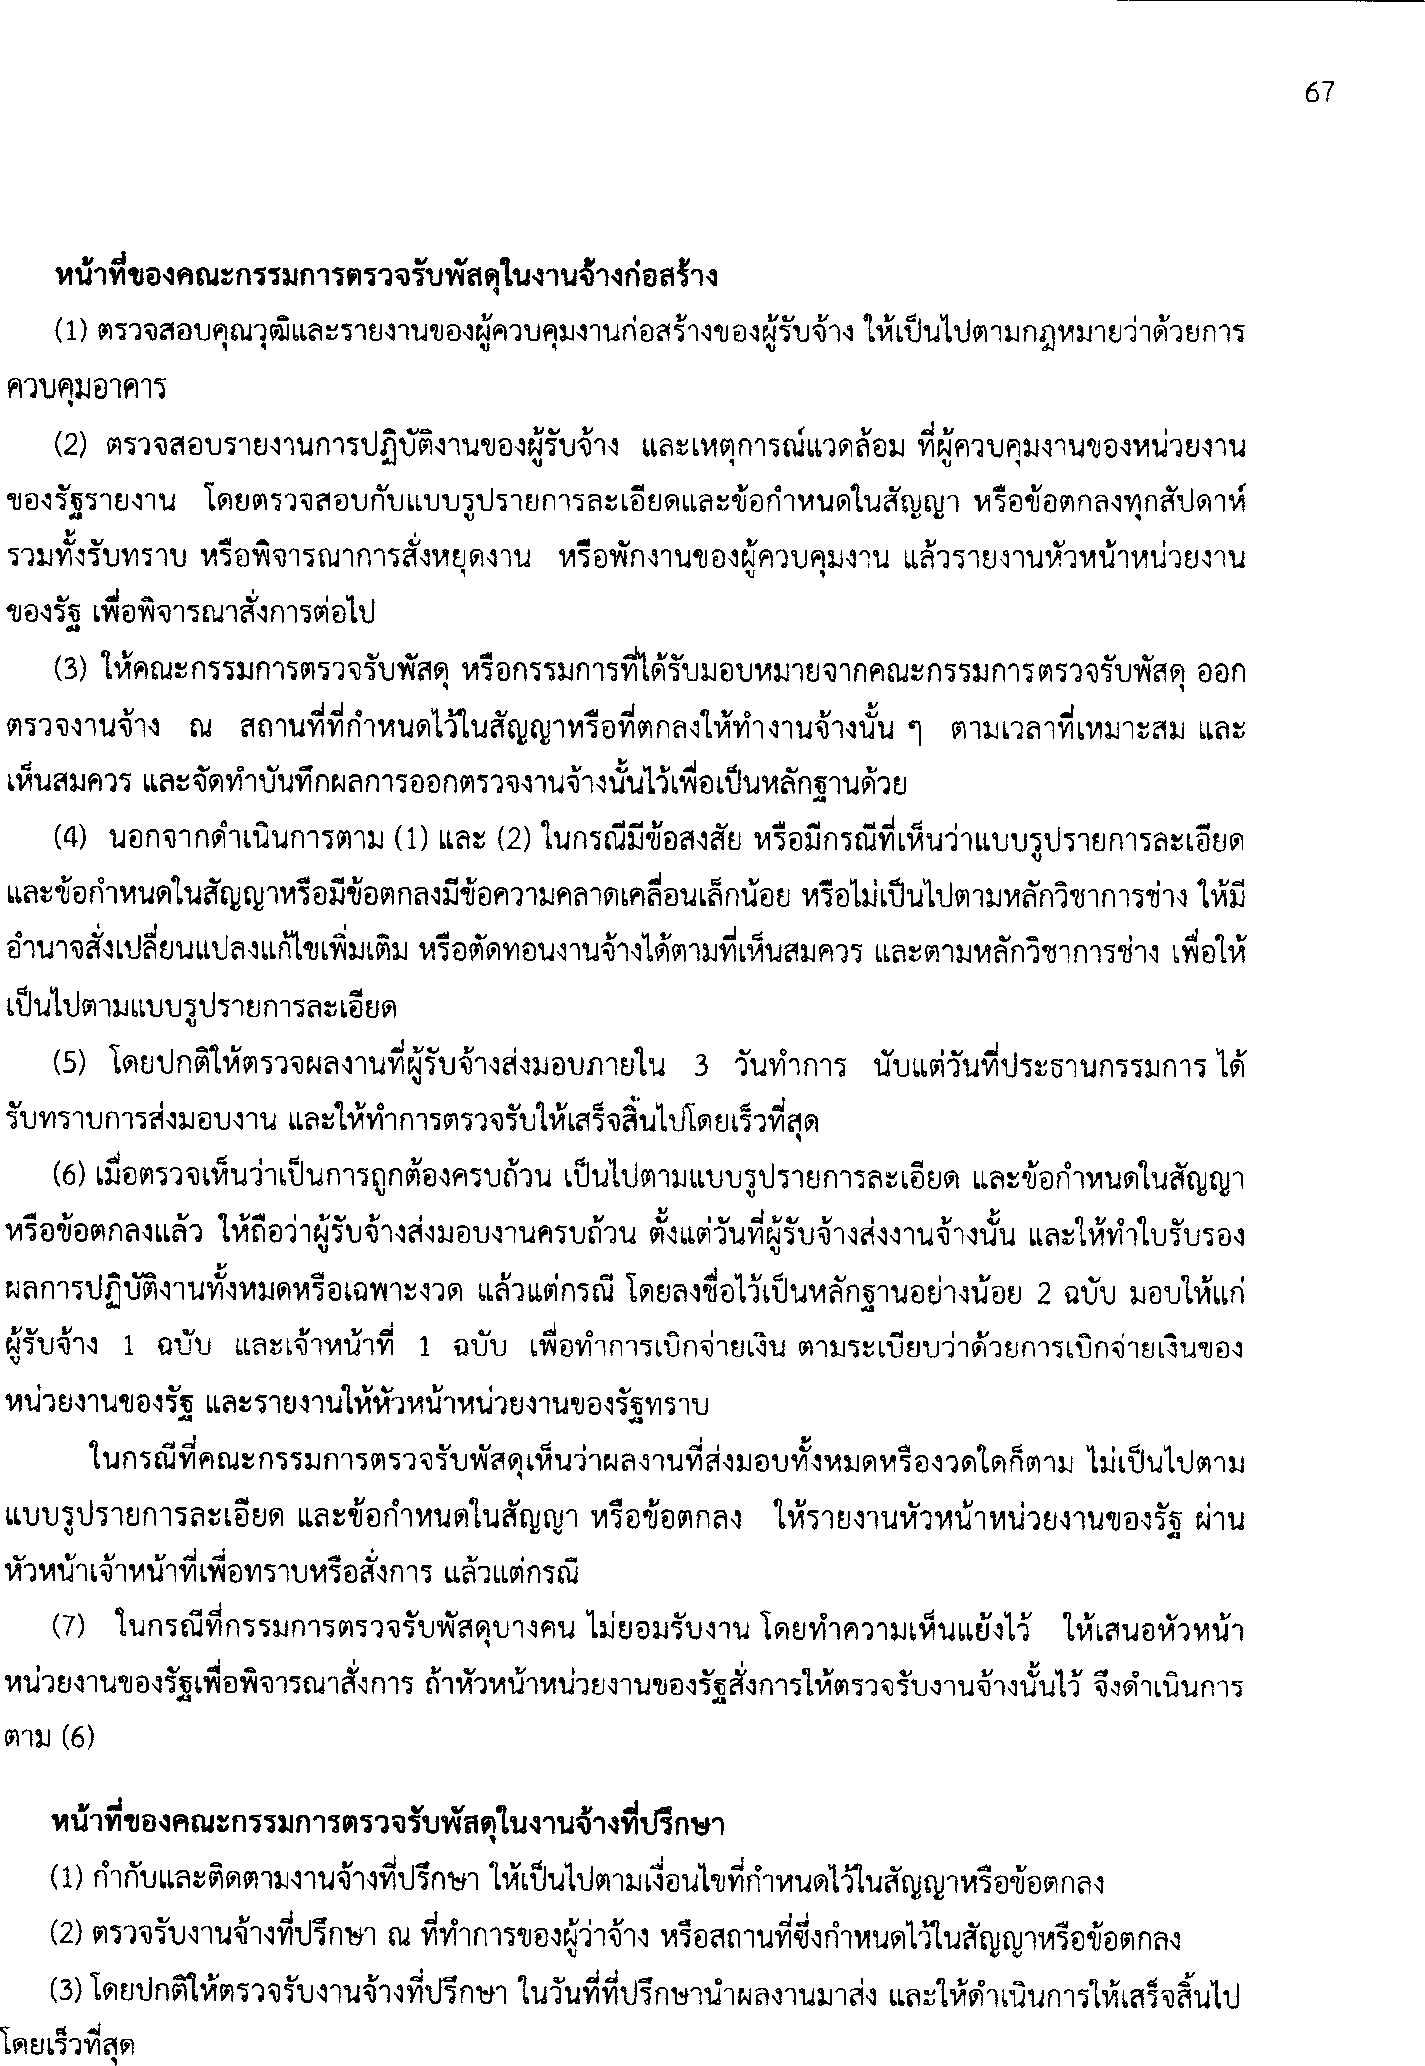 67
หน้าที่ของคณะกรรมการตรวจรับพัสดุในงานจ้างก่อสร้าง
(1) ตรวจสอบคุณวุฒิและรายงานของผู้ควบคุมงานก่อสร้างของผู้รับจ้าง ให้เป็นไปตามกฎหมายว่าด้วยการ
ควบคุมอาคาร
(2) ตรวจสอบรายงานการปฏิบัติงานของผู้รับจ้าง และเหตุการณ์แวดล้อม ที่ผู้ควบคุมงานของหน่วยงาน
ของรัฐรายงาน โดยตรวจสอบกับแบบรูปรายการละเอียดและข้อกำหนดในสัญญา หรือข้อตกลงทุกสัปดาห์
รวมทั้งรับทราบ หรือพิจารณาการสั่งหยุดงาน หรือพักงานของผู้ควบคุมงาน แล้วรายงานหัวหน้าหน่วยงาน
ของรัฐ เพื่อพิจารณาสั่งการต่อไป
(3) ให้คณะกรรมการตรวจรับพัสดุ หรือกรรมการที่ได้รับมอบหมายจากคณะกรรมการตรวจรับพัสดุ ออก
ตรวจงานจ้าง ณ สถานที่ที่กำหนดไว้ในสัญญาหรือที่ตกลงให้ทำงานจ้างนั้น ๆ ตามเวลาที่เหมาะสม และ
เห็นสมควร และจัดทำบันทึกผลการออกตรวจงานจ้างนั้นไว้เพื่อเป็นหลักฐานด้วย
(4) นอกจากดำเนินการตาม (1) และ (2) ในกรณีมีข้อสงสัย หรือมีกรณีที่เห็นว่าแบบรูปรายการละเอียด
และข้อกำหนดในสัญญาหรือมีข้อตกลงมีข้อความคลาดเคลื่อนเล็กน้อย หรือไม่เป็นไปตามหลักวิชาการช่าง ให้มี
อำนาจสั่งเปลี่ยนแปลงแก้ไขเพิ่มเติม หรือตัดทอนงานจ้างได้ตามที่เห็นสมควร และตามหลักวิชาการช่าง เพื่อให้
เป็นไปตามแบบรูปรายการละเอียด
(5) โดยปกติให้ตรวจผลงานที่ผู้รับจ้างส่งมอบภายใน 3 วันทำการ นับแต่วันที่ประธานกรรมการ ได้
รับทราบการส่งมอบงาน และให้ทำการตรวจรับให้เสร็จสิ้นไปโดยเร็วที่สุด
(6) เมื่อตรวจเห็นว่าเป็นการถูกต้องครบถ้วน เป็นไปตามแบบรูปรายการละเอียด และข้อกำหนดในสัญญา
หรือข้อตกลงแล้ว ให้ถือว่าผู้รับจ้างส่งมอบงานครบถ้วน ตั้งแต่วันที่ผู้รับจ้างส่งงานจ้างนั้น และให้ทำใบรับรอง
ผลการปฏิบัติงานทั้งหมดหรือเฉพาะงวด แล้วแต่กรณี โดยลงชื่อไว้เป็นหลักฐานอย่างน้อย 2 ฉบับ มอบให้แก่
ผู้รับจ้าง 1 ฉบับ และเจ้าหน้าที่ 1 ฉบับ เพื่อทำการเบิกจ่ายเงิน ตามระเบียบว่าด้วยการเบิกจ่ายเงินของ
หน่วยงานของรัฐ และรายงานให้หัวหน้าหน่วยงานของรัฐทราบ
ในกรณีที่คณะกรรมการตรวจรับพัสดุเห็นว่าผลงานที่ส่งมอบทั้งหมดหรืองวดใดก็ตาม ไม่เป็นไปตาม
แบบรูปรายการละเอียด และข้อกำหนดในสัญญา หรือข้อตกลง ให้รายงานหัวหน้าหน่วยงานของรัฐ ผ่าน
หัวหน้าเจ้าหน้าที่เพื่อทราบหรือสั่งการ แล้วแต่กรณี
(7) ในกรณีที่กรรมการตรวจรับพัสดุบางคน ไม่ยอมรับงาน โดยทำความเห็นแย้งไว้ ให้เสนอหัวหน้า
หน่วยงานของรัฐเพื่อพิจารณาสั่งการ ถ้าหัวหน้าหน่วยงานของรัฐสั่งการให้ตรวจรับงานจ้างนั้นไว้ จึงดำเนินการ
ตาม (6)
หน้าที่ของคณะกรรมการตรวจรับพัสดุในงานจ้างที่ปรึกษา
(1) กำกับและติดตามงานจ้างที่ปรึกษา ให้เป็นไปตามเงื่อนไขที่กำหนดไว้ในสัญญาหรือข้อตกลง
(2) ตรวจรับงานจ้างที่ปรึกษา ณ ที่ทำการของผู้ว่าจ้าง หรือสถานที่ซึ่งกำหนดไว้ในสัญญาหรือข้อตกลง
(3) โดยปกติให้ตรวจรับงานจ้างที่ปรึกษา ในวันที่ที่ปรึกษานำผลงานมาส่ง และให้ดำเนินการให้เสร็จสิ้นไป
โดยเร็วที่สุด